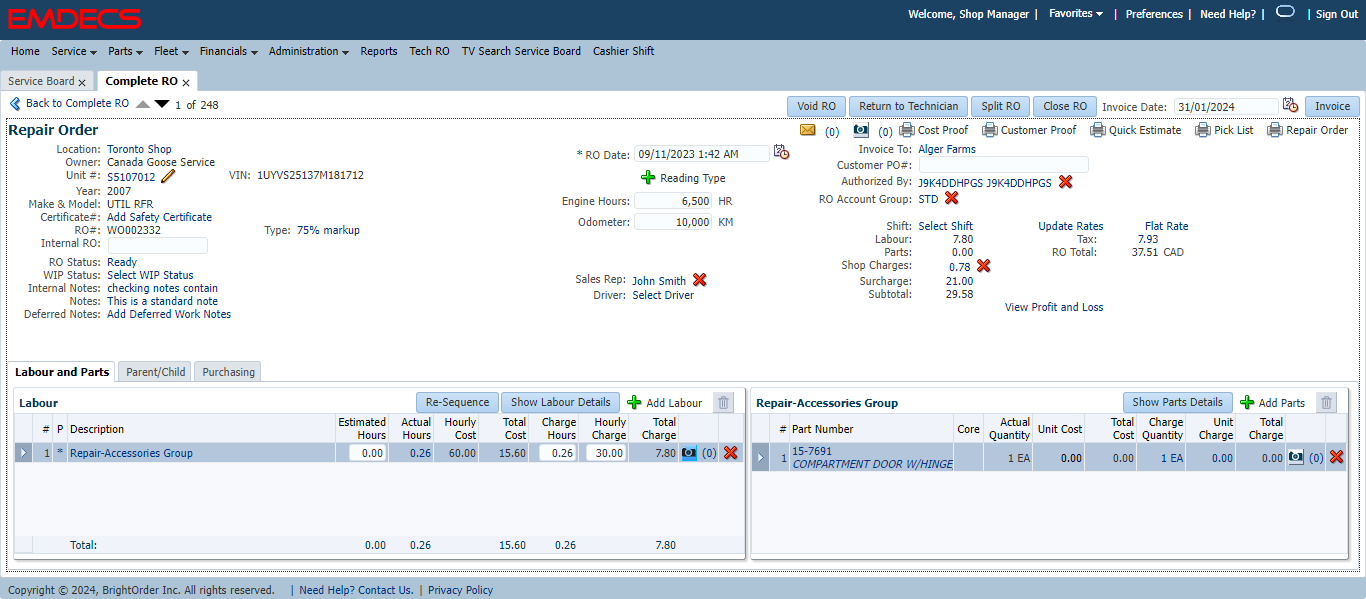 EMDECS
Welcome, Shop Manager | Favorites | Preferences | Need Help? | | Sign Out
Home Service Parts Fleet Financials Administration Reports Tech RO TV Search Service Board Cashier Shift
Service Board x Complete RO x
Back to Complete RO 1 of 248 Void RO Return to Technician Split RO Close RO Invoice Date: 31/01/2024 Invoice
Repair Order (0) (0) Cost Proof Customer Proof Quick Estimate Pick List Repair Order
Location: Toronto Shop * RO Date: 09/11/2023 1:42 AM Invoice To: Alger Farms
Owner: Canada Goose Service Customer PO#:
Unit #: S5107012 VIN: 1UYVS25137M181712 Reading Type Authorized By: J9K4DDHPGS J9K4DDHPGS
Year: 2007 Engine Hours: 6,500 HR RO Account Group: STD
Make & Model: UTIL RFR
Certificate#: Add Safety Certificate Odometer: 10,000 KM
RO#: WO002332 Type: 75% markup Shift: Select Shift Update Rates Flat Rate
Internal RO: Labour: 7.80 Tax: 7.93
Parts: 0.00 RO Total: 37.51 CAD
RO Status: Ready Shop Charges: 0.78
WIP Status: Select WIP Status Sales Rep: John Smith Surcharge: 21.00
Internal Notes: checking notes contain Driver: Select Driver Subtotal: 29.58
Notes: This is a standard note View Profit and Loss
Deferred Notes: Add Deferred Work Notes
Labour and Parts Parent/Child Purchasing
Labour Re-Sequence Show Labour Details Add Labour
# P Description Estimated Hours Actual Hours Hourly Cost Total Cost Charge Hours Hourly Charge Total Charge
1 * Repair-Accessories Group 0.00 0.26 60.00 15.60 0.26 30.00 7.80 (0)
Total: 0.00 0.26 15.60 0.26 7.80
Repair-Accessories Group Show Parts Details Add Parts
# Part Number Core Actual Quantity Unit Cost Total Cost Charge Quantity Unit Charge Total Charge
1 15-7691 1 EA 0.00 0.00 1 EA 0.00 0.00 (0)
COMPARTMENT DOOR W/HINGE
Copyright © 2024, BrightOrder Inc. All rights reserved. | Need Help? Contact Us. | Privacy Policy